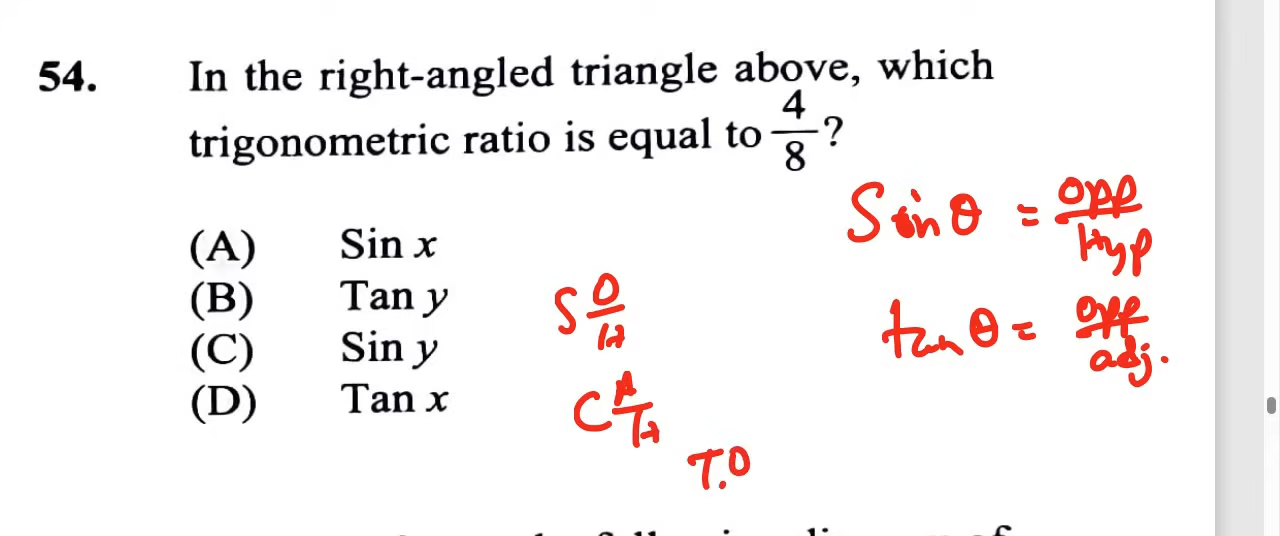 54. In the right-angled triangle above, which
trigonometric ratio is equal to 4/8?
(A) Sin x
(B) Tan y
(C) Sin y
(D) Tan x
Sin θ = opp/Hyp
S O/H
tan θ = opp/adj.
C A/H
T.O